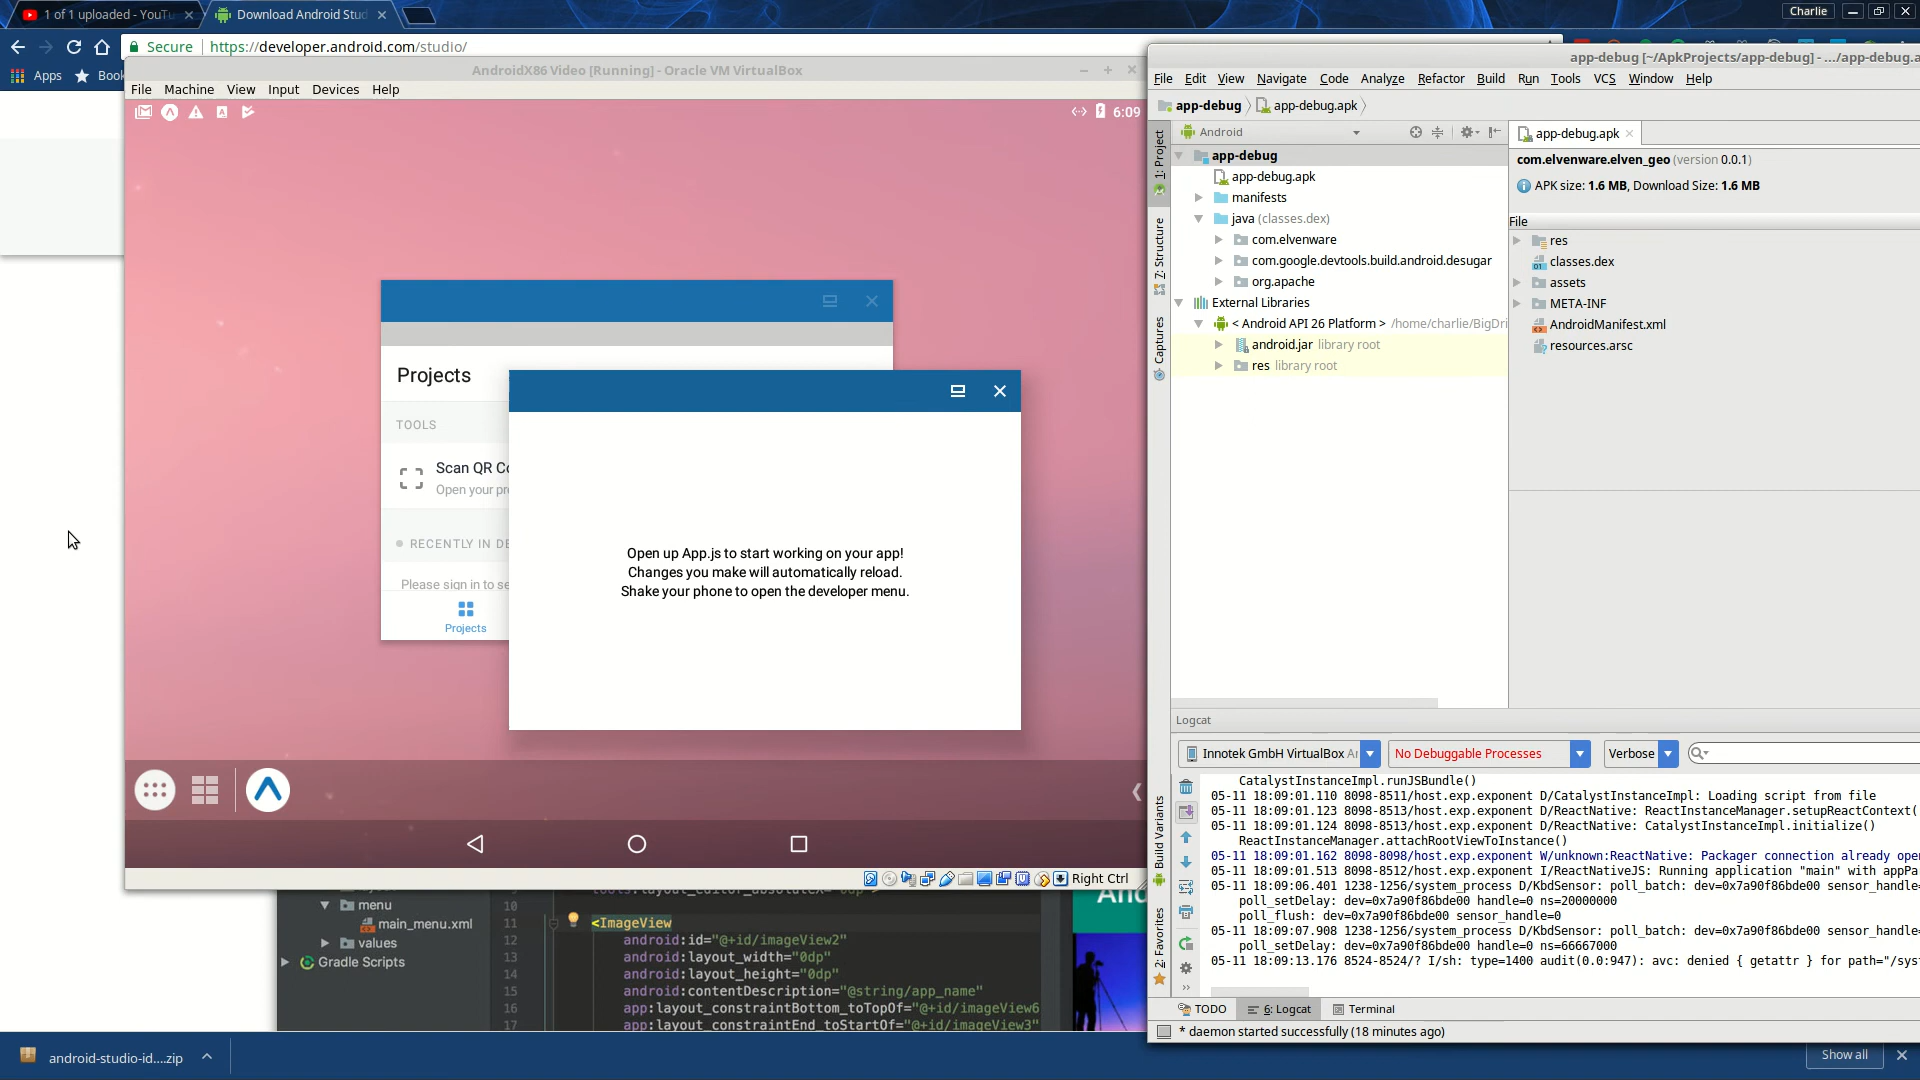 1 of 1 uploaded - YouTu
Download Android Stud
Charlie
Secure
https://developer.android.com/studio/
Apps
Book
AndroidX86 Video [Running] - Oracle VM VirtualBox
File Machine View Input Devices Help
6:09
Projects
TOOLS
Scan QR Co
Open your pr
RECENTLY IN DE
Please sign in to se
Projects
Open up App.js to start working on your app!
Changes you make will automatically reload.
Shake your phone to open the developer menu.
Right Ctrl
app-debug [~/ApkProjects/app-debug] - .../app-debug.a
File Edit View Navigate Code Analyze Refactor Build Run Tools VCS Window Help
app-debug
app-debug.apk
1: Project
Z: Structure
Captures
Build Variants
2: Favorites
Android
app-debug
app-debug.apk
manifests
java (classes.dex)
com.elvenware
com.google.devtools.build.android.desugar
org.apache
External Libraries
< Android API 26 Platform > /home/charlie/BigDri
android.jar library root
res library root
app-debug.apk
com.elvenware.elven_geo (version 0.0.1)
APK size: 1.6 MB, Download Size: 1.6 MB
File
res
classes.dex
assets
META-INF
AndroidManifest.xml
resources.arsc
Logcat
Innotek GmbH VirtualBox Ar
No Debuggable Processes
Verbose
CatalystInstanceImpl.runJSBundle()
05-11 18:09:01.110 8098-8511/host.exp.exponent D/CatalystInstanceImpl: Loading script from file
05-11 18:09:01.123 8098-8513/host.exp.exponent D/ReactNative: ReactInstanceManager.setupReactContext(
05-11 18:09:01.124 8098-8513/host.exp.exponent D/ReactNative: CatalystInstanceImpl.initialize()
ReactInstanceManager.attachRootViewToInstance()
05-11 18:09:01.162 8098-8098/host.exp.exponent W/unknown:ReactNative: Packager connection already ope
05-11 18:09:01.513 8098-8512/host.exp.exponent I/ReactNativeJS: Running application "main" with appPa
05-11 18:09:06.401 1238-1256/system_process D/KbdSensor: poll_batch: dev=0x7a90f86bde00 sensor_handle=
poll_setDelay: dev=0x7a90f86bde00 handle=0 ns=20000000
poll_flush: dev=0x7a90f86bde00 sensor_handle=0
05-11 18:09:07.908 1238-1256/system_process D/KbdSensor: poll_batch: dev=0x7a90f86bde00 sensor_handle=
poll_setDelay: dev=0x7a90f86bde00 handle=0 ns=66667000
05-11 18:09:13.176 8524-8524/? I/sh: type=1400 audit(0.0:947): avc: denied { getattr } for path="/sys
TODO
6: Logcat
Terminal
* daemon started successfully (18 minutes ago)
menu
main_menu.xml
values
Gradle Scripts
10
11 <ImageView
12 android:id="@+id/imageView2"
13 android:layout_width="0dp"
14 android:layout_height="0dp"
15 android:contentDescription="@string/app_name"
16 app:layout_constraintBottom_toTopOf="@+id/imageView6
17 app:layout_constraintEnd_toStartOf="@+id/imageView3"
And
android-studio-id....zip
Show all